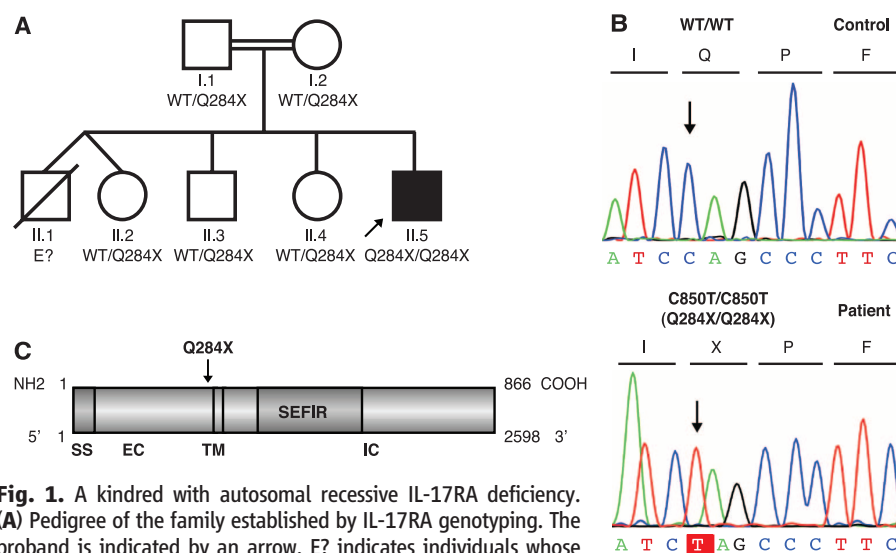 A
I.1
I.2
WT/Q284X
WT/Q284X
II.1
II.2
II.3
II.4
II.5
E?
WT/Q284X
WT/Q284X
WT/Q284X
Q284X/Q284X
B
WT/WT
Control
I Q P F
A T C C A G C C C T T C
C850T/C850T
(Q284X/Q284X)
Patient
I X P F
A T C T A G C C C T T C
C
Q284X
NH2 1
866 COOH
SEFIR
5' 1
2598 3'
SS EC TM IC
Fig. 1. A kindred with autosomal recessive IL-17RA deficiency.
(A) Pedigree of the family established by IL-17RA genotyping. The
proband is indicated by an arrow. E? indicates individuals whose